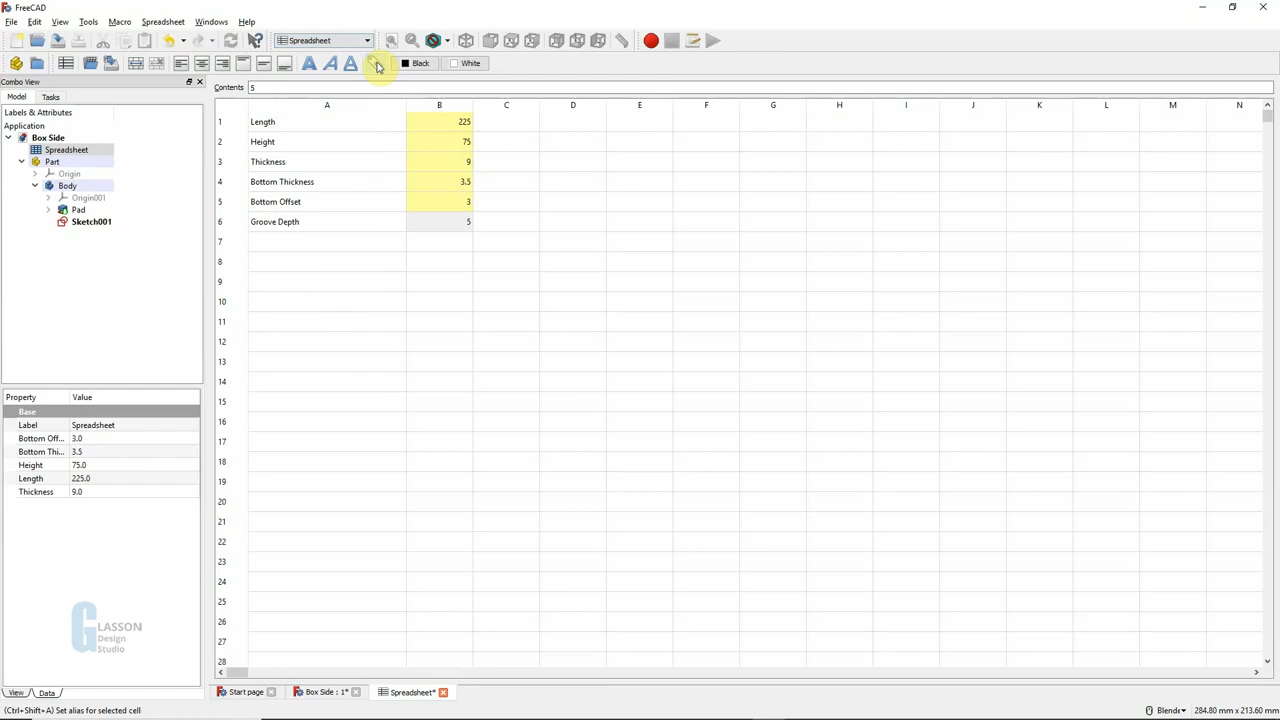 FreeCAD
File Edit View Tools Macro Spreadsheet Windows Help
Spreadsheet
A A A Black White
Combo View
Contents 5
Model Tasks
Labels & Attributes
Application
Box Side
Spreadsheet
Part
Origin
Body
Origin001
Pad
Sketch001
A B C D E F G H I J K L M N
1 Length 225
2 Height 75
3 Thickness 9
4 Bottom Thickness 3.5
5 Bottom Offset 3
6 Groove Depth 5
7
8
9
10
11
12
13
14
15
16
17
18
19
20
21
22
23
24
25
26
27
28
Property Value
Base
Label Spreadsheet
Bottom Off... 3.0
Bottom Thi... 3.5
Height 75.0
Length 225.0
Thickness 9.0
GLASSON
Design
Studio
View Data
Start page Box Side : 1* Spreadsheet*
(Ctrl+Shift+A) Set alias for selected cell
Blender 284.80 mm x 213.60 mm